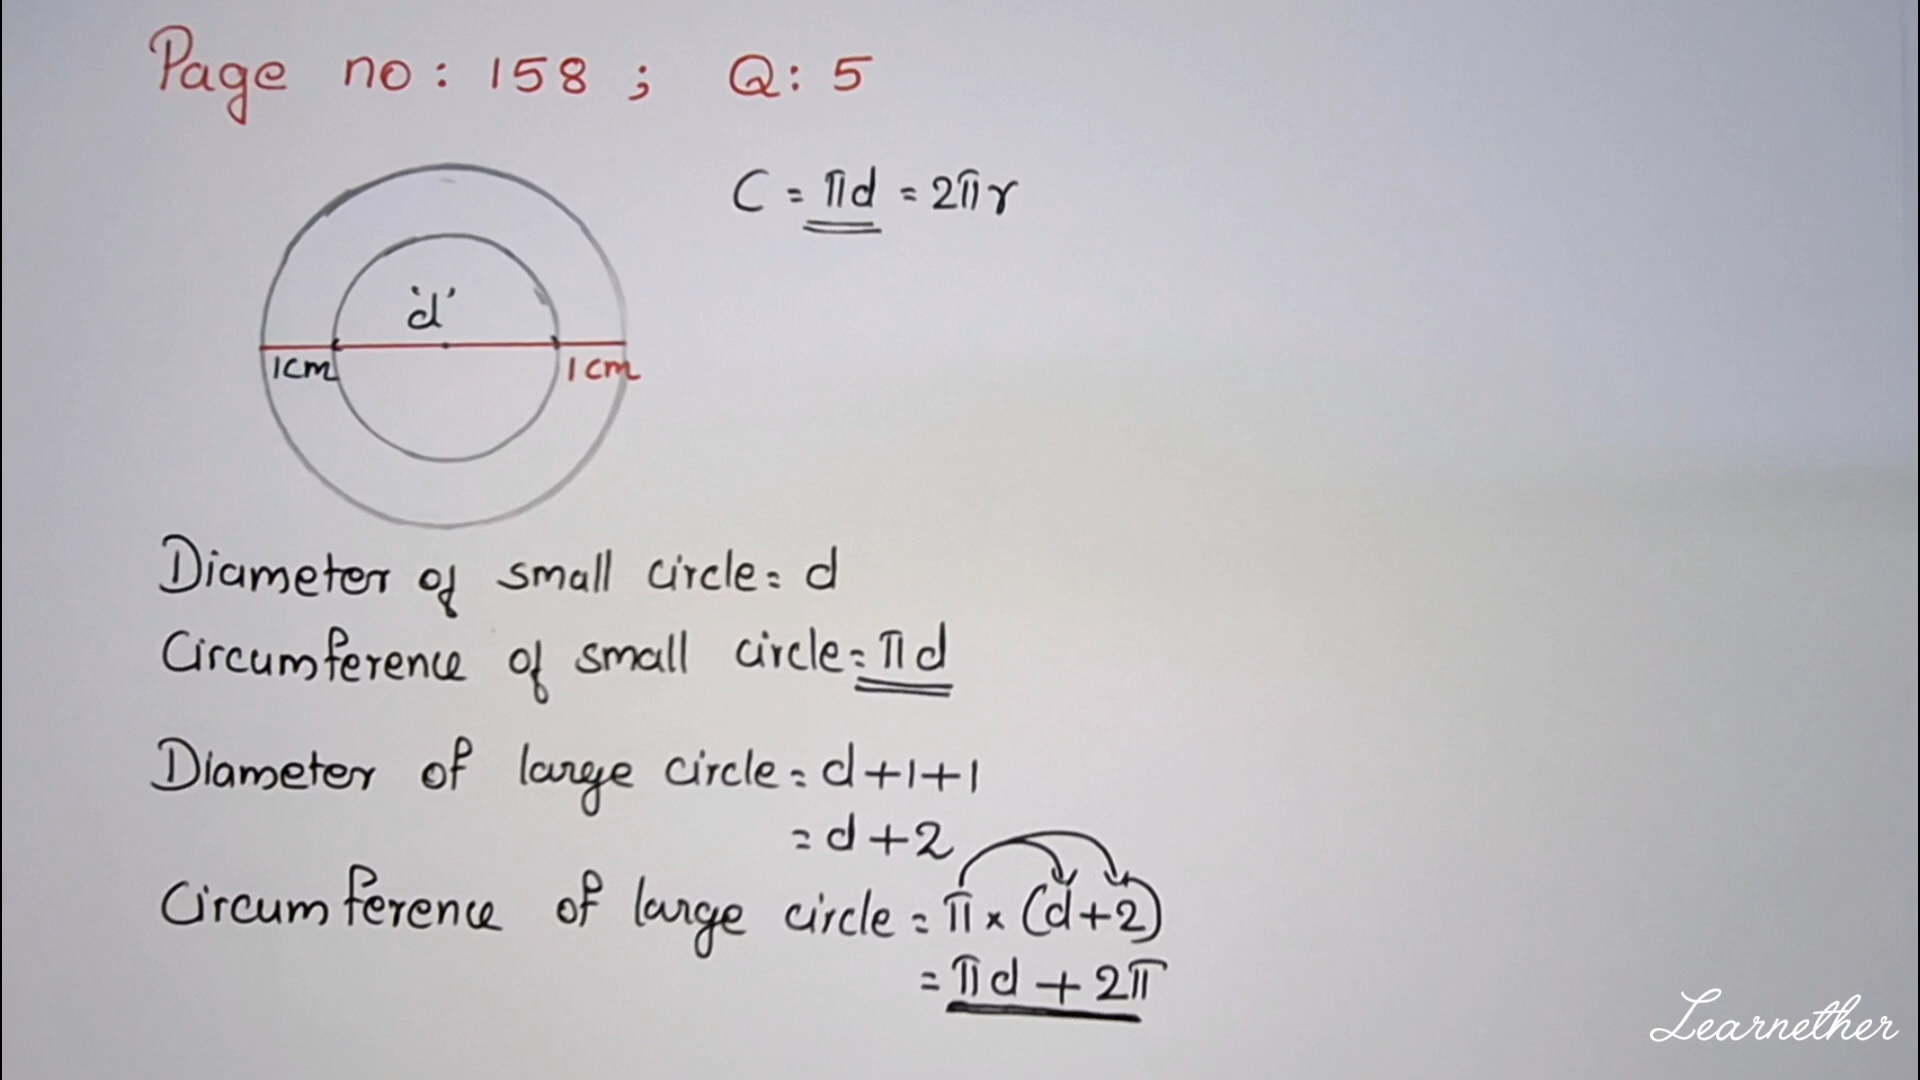 Page no: 158 ; Q: 5
C = πd = 2πr
'd'
1cm
1cm
Diameter of small circle = d
Circumference of small circle = πd
Diameter of large circle = d+1+1
= d+2
Circumference of large circle = π × (d+2)
= πd + 2π
Learnether